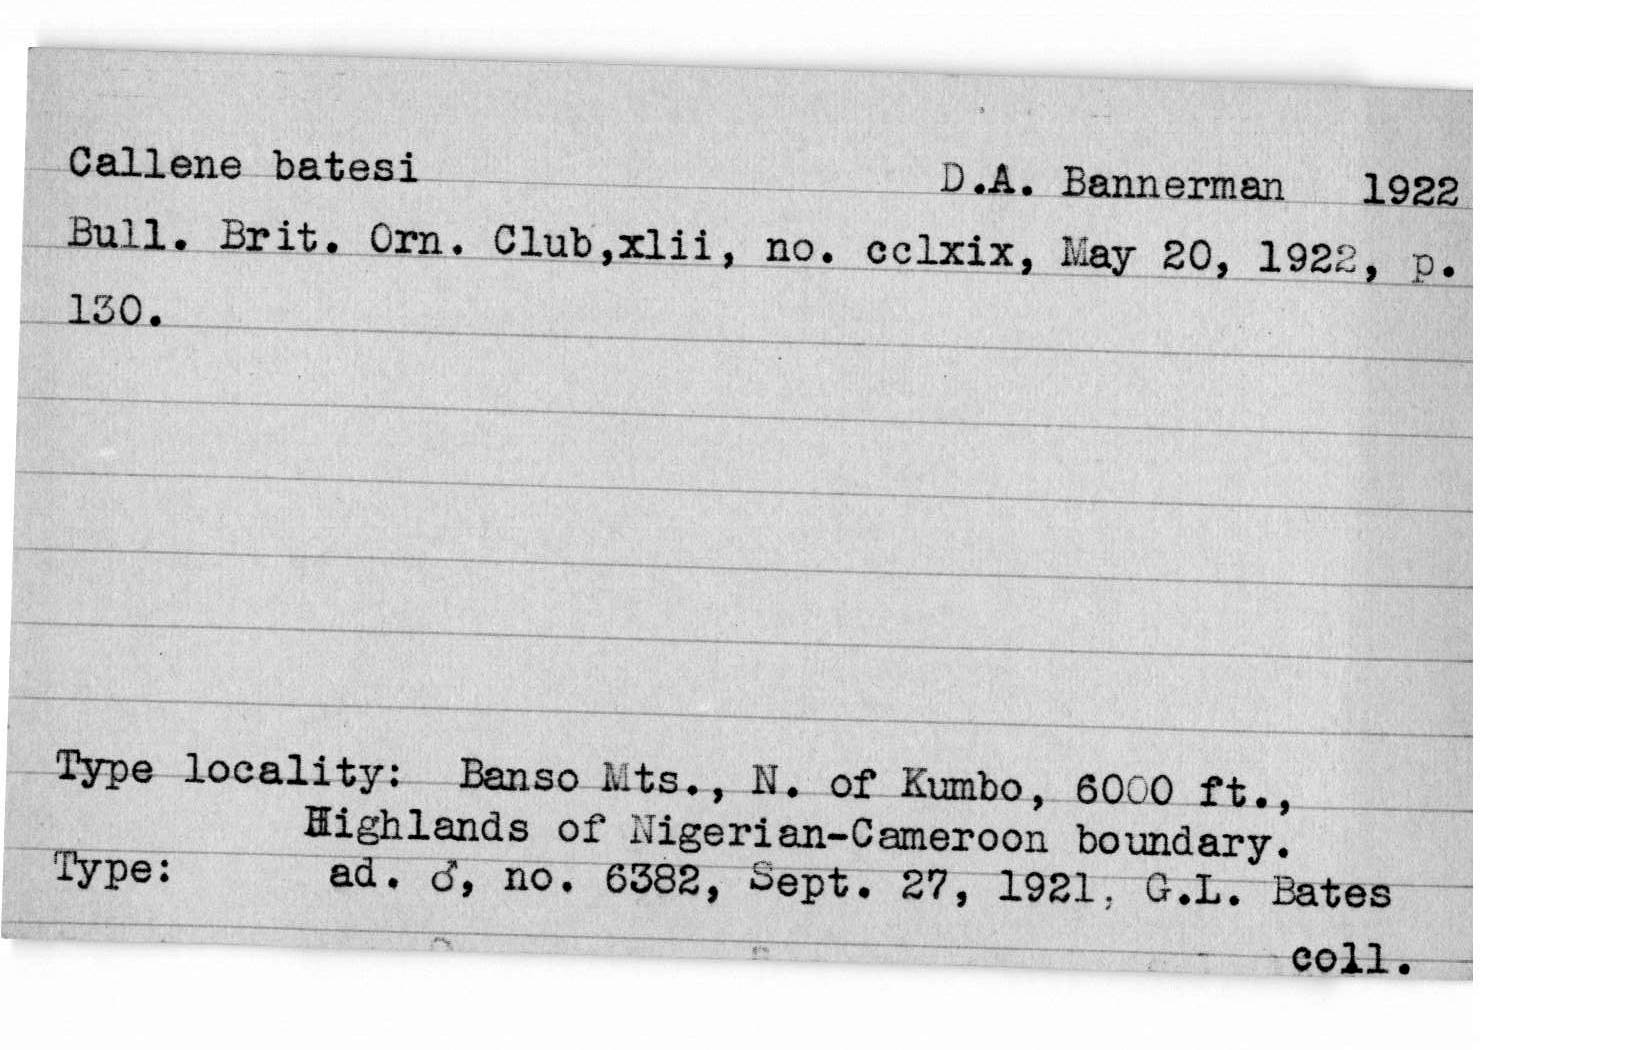 Callene batesi D.A. Bannerman 1922
Bull. Brit. Orn. Club,xlii, no. cclxix, May 20, 1922, p.
130.
Type locality: Banso Mts., N. of Kumbo, 6000 ft.,
Highlands of Nigerian-Cameroon boundary.
Type: ad. ♂, no. 6382, Sept. 27, 1921, G.L. Bates
coll.